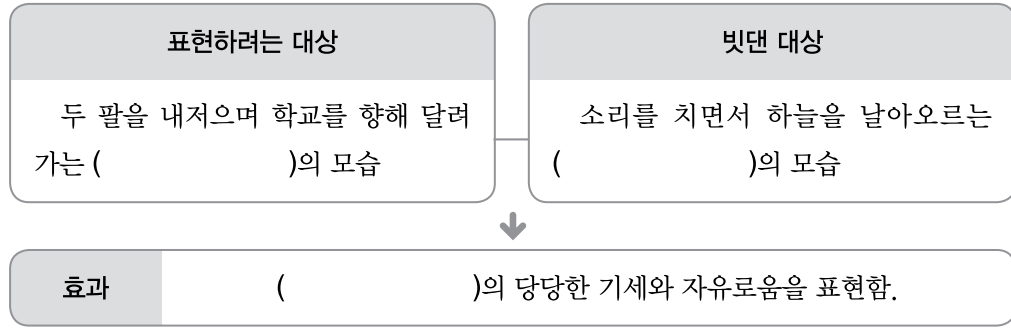 표현하려는 대상
두 팔을 내저으며 학교를 향해 달려
가는 (                    )의 모습
빗댄 대상
소리를 치면서 하늘을 날아오르는
(                    )의 모습
효과
(                    )의 당당한 기세와 자유로움을 표현함.